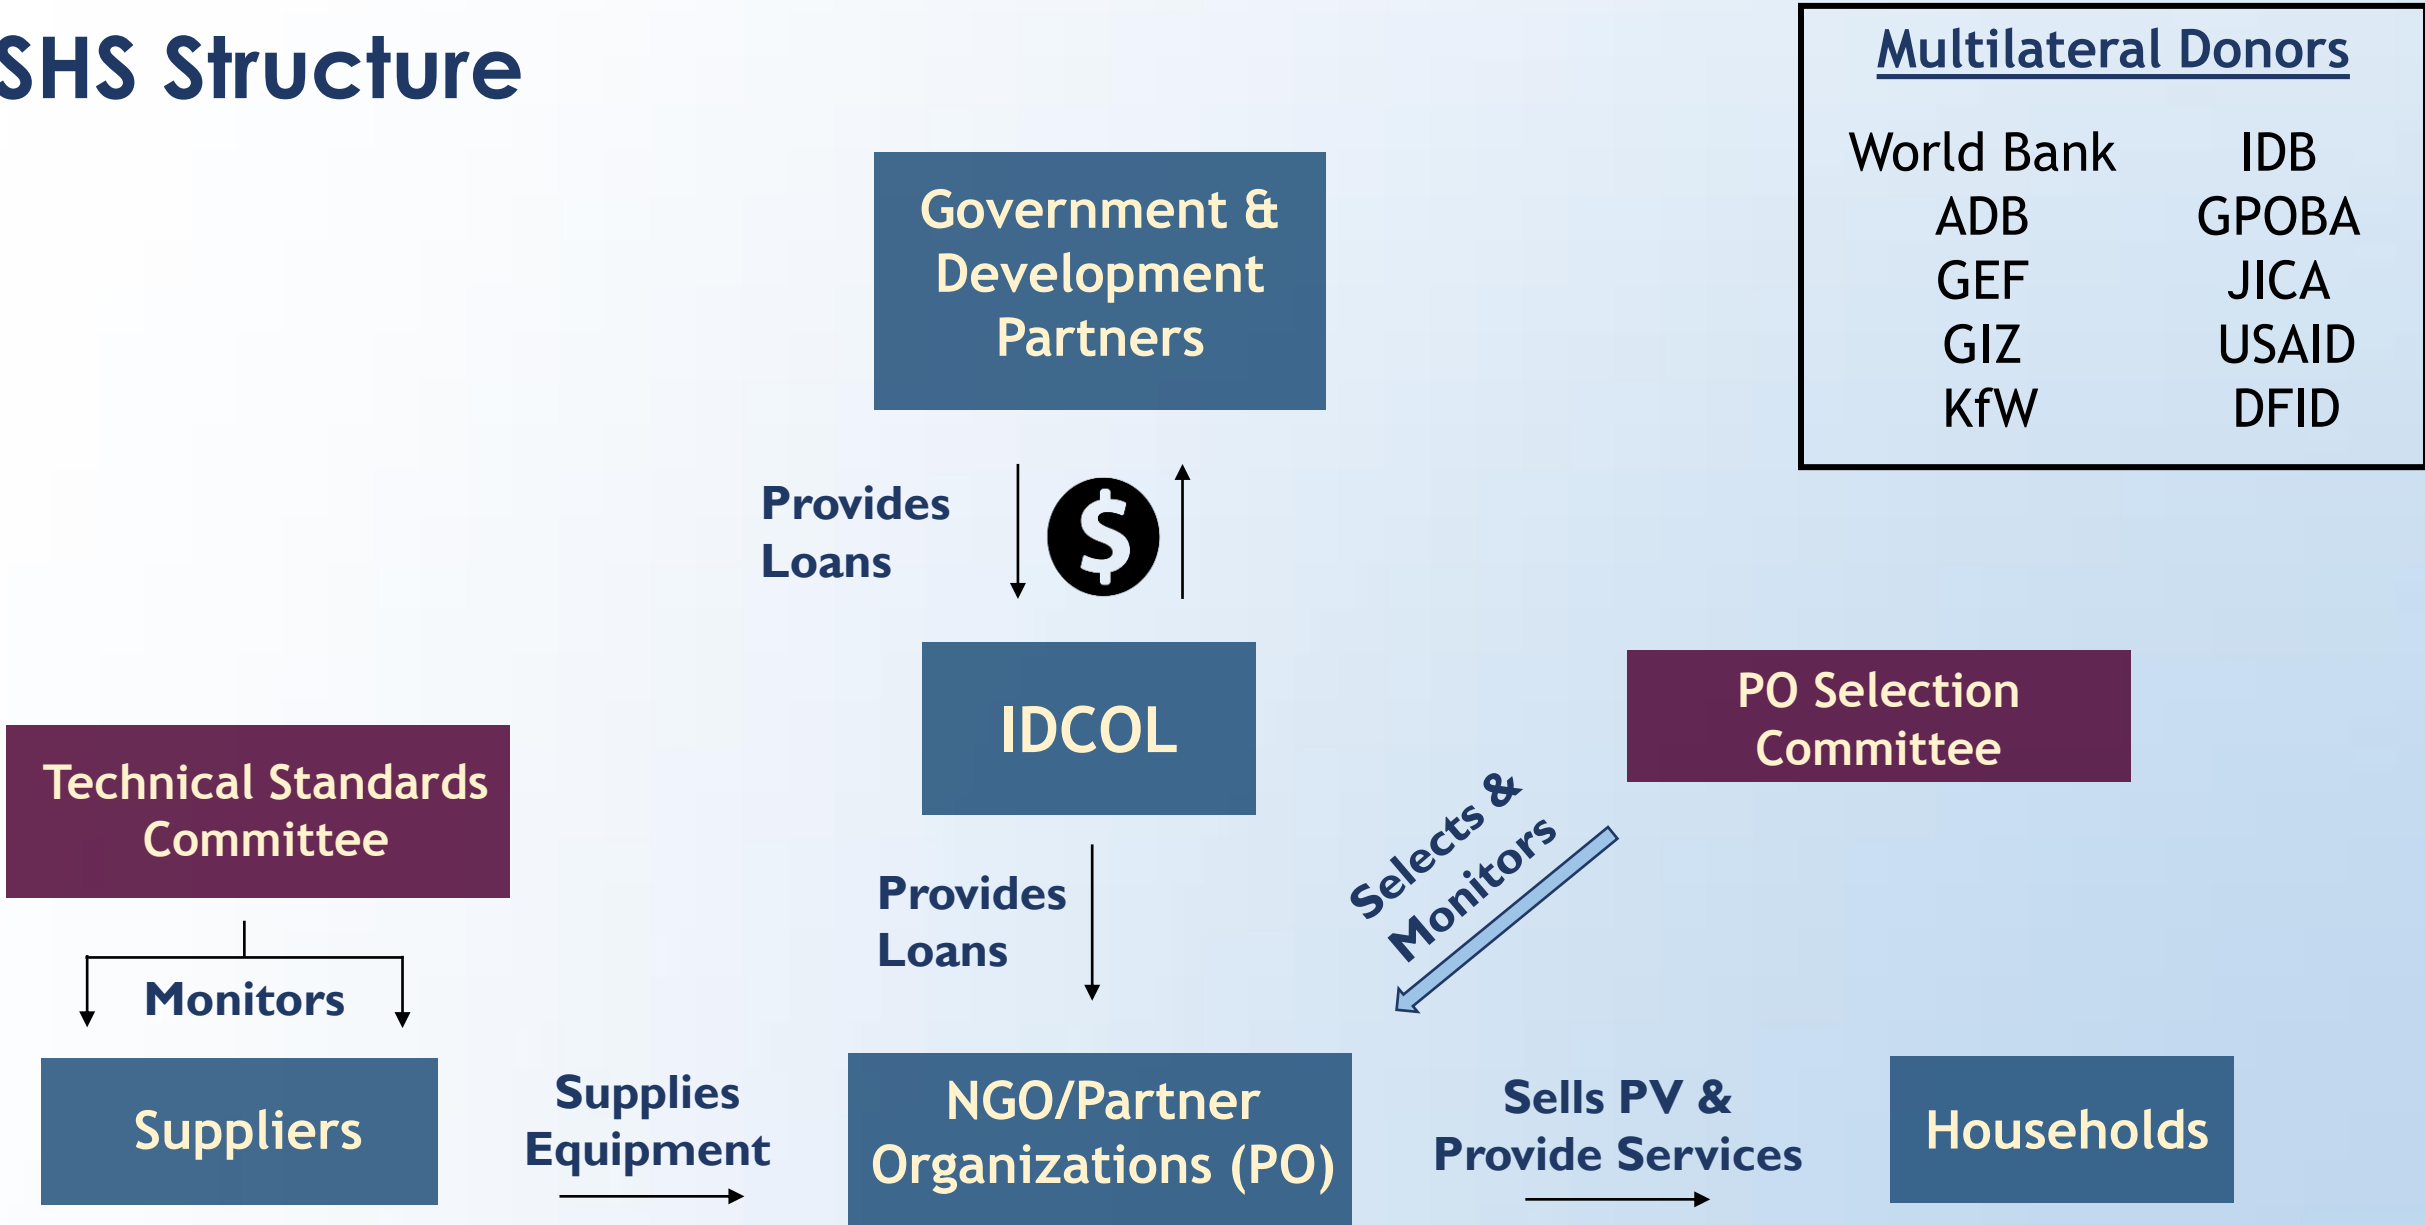 SHS Structure
Multilateral Donors
World Bank IDB
ADB GPOBA
GEF JICA
GIZ USAID
KfW DFID
Government &
Development
Partners
Provides
Loans
$
IDCOL
PO Selection
Committee
Technical Standards
Committee
Selects &
Monitors
Provides
Loans
Monitors
Suppliers
Supplies
Equipment
NGO/Partner
Organizations (PO)
Sells PV &
Provide Services
Households